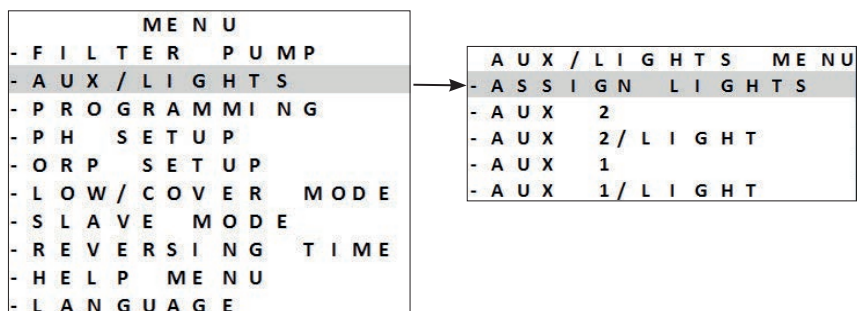 MENU
- FILTER PUMP
- AUX/LIGHTS
- PROGRAMMING
- PH SETUP
- ORP SETUP
- LOW/COVER MODE
- SLAVE MODE
- REVERSING TIME
- HELP MENU
- LANGUAGE
AUX/LIGHTS MENU
- ASSIGN LIGHTS
- AUX 2
- AUX 2/LIGHT
- AUX 1
- AUX 1/LIGHT